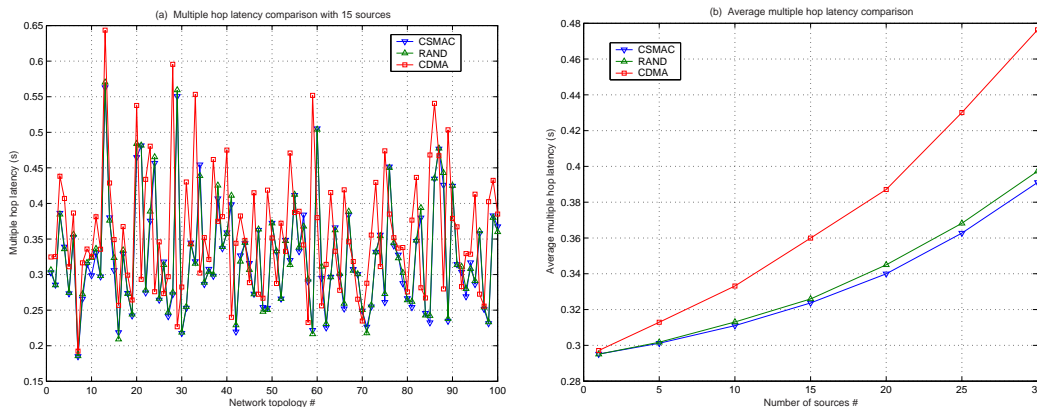 (a) Multiple hop latency comparison with 15 sources
0.65
0.6
0.55
0.5
0.45
0.4
0.35
0.3
0.25
0.2
0.15
Multiple hop latency (s)
CSMAC
RAND
CDMA
0 10 20 30 40 50 60 70 80 90 100
Network topology #
(b) Average multiple hop latency comparison
0.48
0.46
0.44
0.42
0.4
0.38
0.36
0.34
0.32
0.3
0.28
Average multiple hop latency (s)
CSMAC
RAND
CDMA
0 5 10 15 20 25
Number of sources #